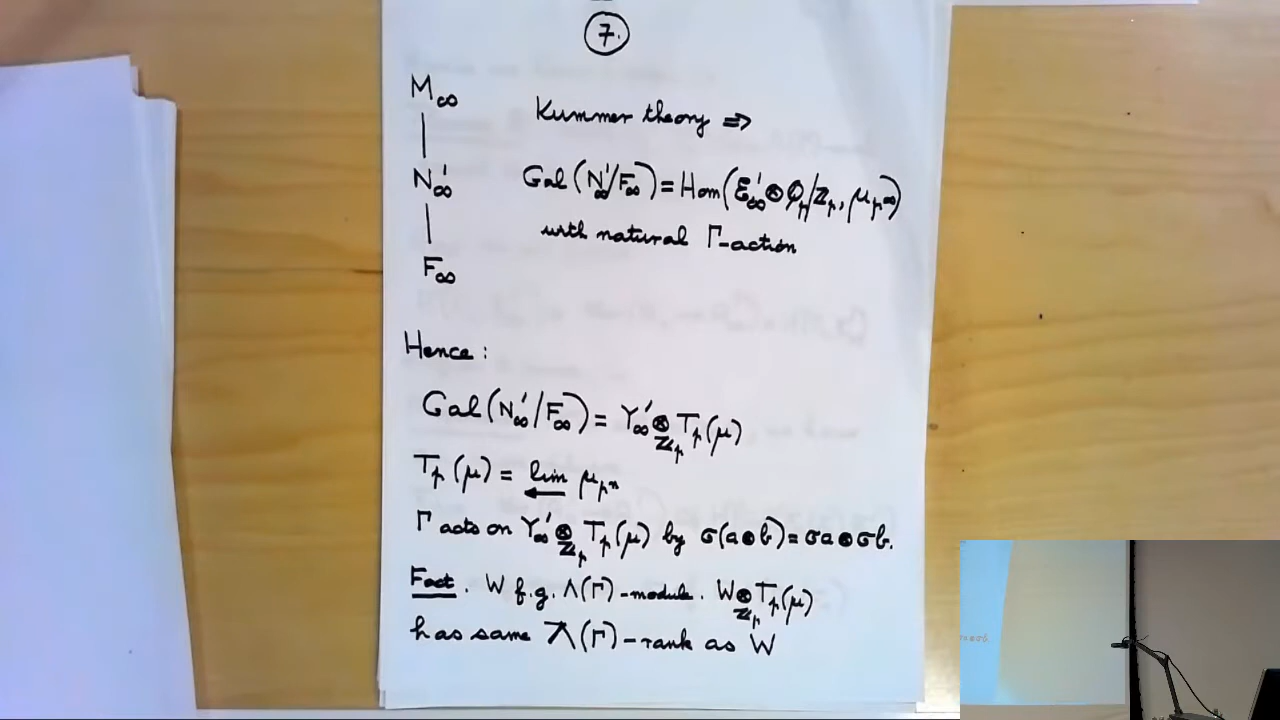 7.
M∞
Kummer theory ⇒
N'∞
Gal(N'∞/F∞) = Hom(Ɛ'∞ ⊗ Qp/Zp, μp∞)
with natural Γ-action
F∞
Hence :
Gal(N'∞/F∞) = Y'∞ ⊗Zp Tp(μ)
Tp(μ) = lim← μpⁿ
Γ acts on Y'∞ ⊗Zp Tp(μ) by σ(a⊗b) = σa⊗σb.
Fact. W f.g. Λ(Γ)-module. W⊗Zp Tp(μ)
has same Λ(Γ)-rank as W